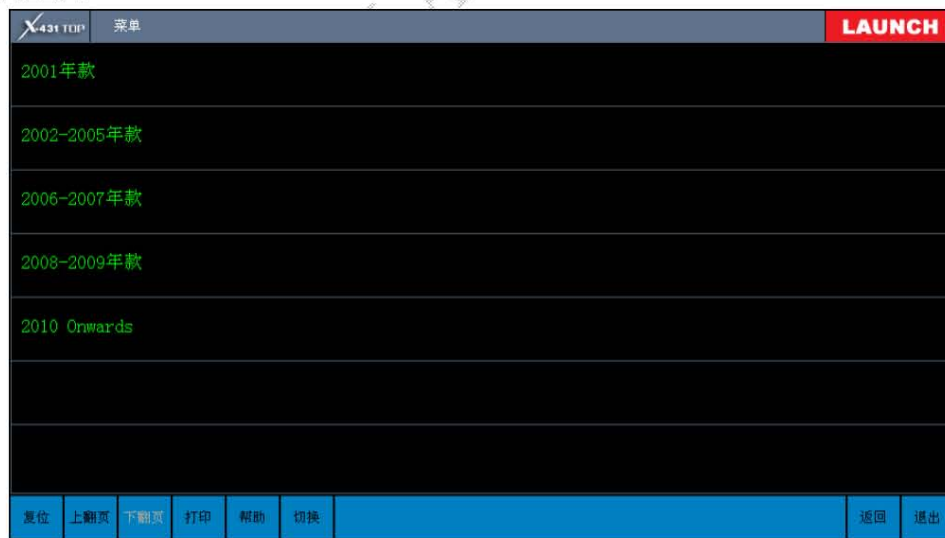 X-431 TOP 菜单 LAUNCH
2001年款
2002-2005年款
2006-2007年款
2008-2009年款
2010 Onwards
复位 上翻页 下翻页 打印 帮助 切换 返回 退出